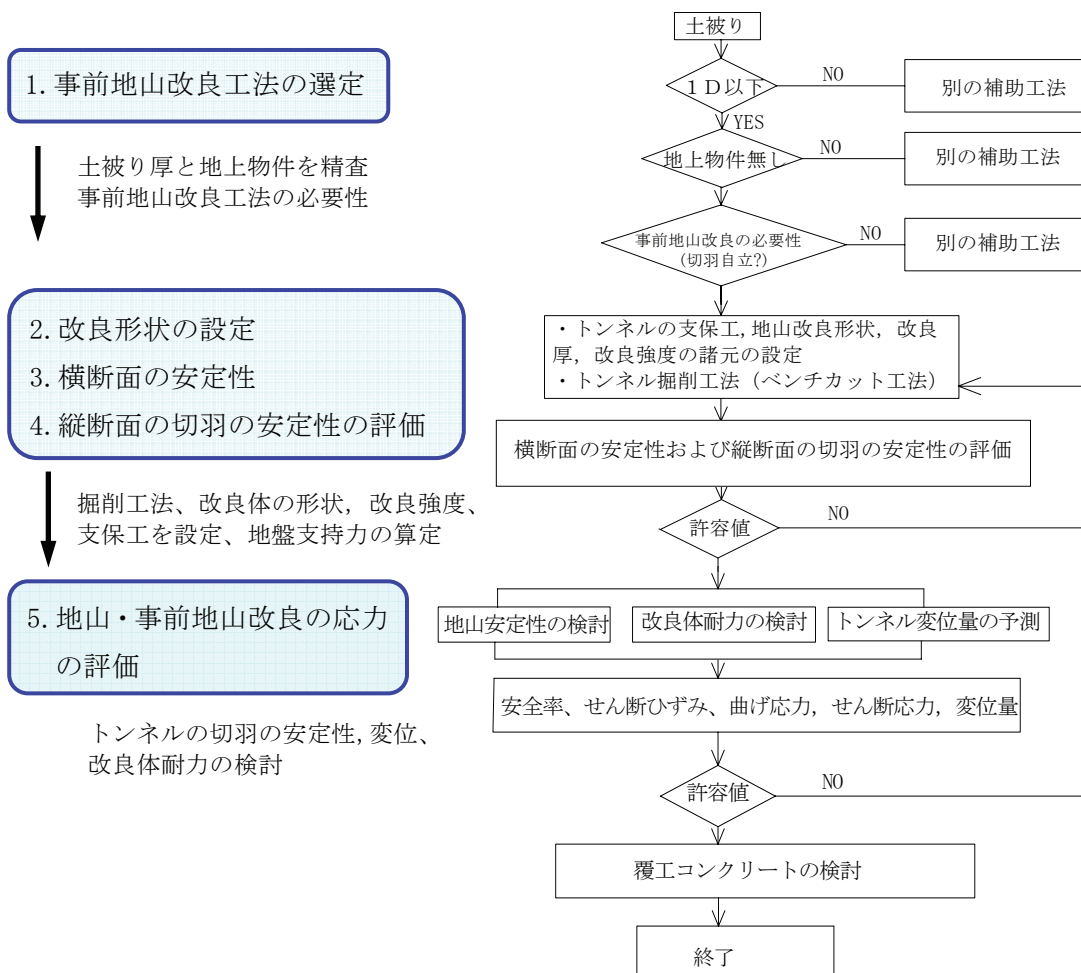 1. 事前地山改良工法の選定
土被り厚と地上物件を精査
事前地山改良工法の必要性
2. 改良形状の設定
3. 横断面の安定性
4. 縦断面の切羽の安定性の評価
掘削工法、改良体の形状, 改良強度、
支保工を設定、地盤支持力の算定
5. 地山・事前地山改良の応力
の評価
トンネルの切羽の安定性, 変位、
改良体耐力の検討
土被り
1D以下
NO
別の補助工法
YES
地上物件無し
NO
別の補助工法
事前地山改良の必要性
(切羽自立?)
NO
別の補助工法
・トンネルの支保工, 地山改良形状, 改良
厚, 改良強度の諸元の設定
・トンネル掘削工法(ベンチカット工法)
横断面の安定性および縦断面の切羽の安定性の評価
許容値
NO
地山安定性の検討
改良体耐力の検討
トンネル変位量の予測
安全率、せん断ひずみ、曲げ応力, せん断応力, 変位量
許容値
NO
覆工コンクリートの検討
終了